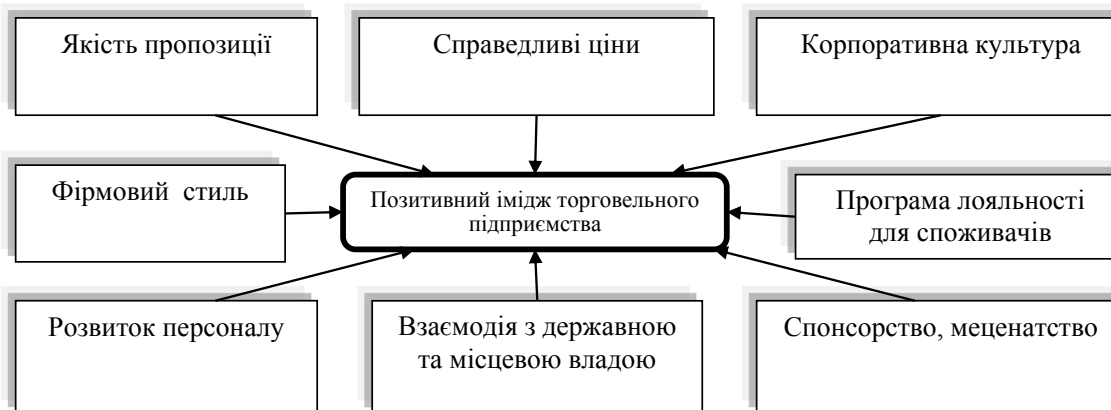 Якість пропозиції
Справедливі ціни
Корпоративна культура
Фірмовий стиль
Позитивний імідж торговельного
підприємства
Програма лояльності
для споживачів
Розвиток персоналу
Взаємодія з державною
та місцевою владою
Спонсорство, меценатство